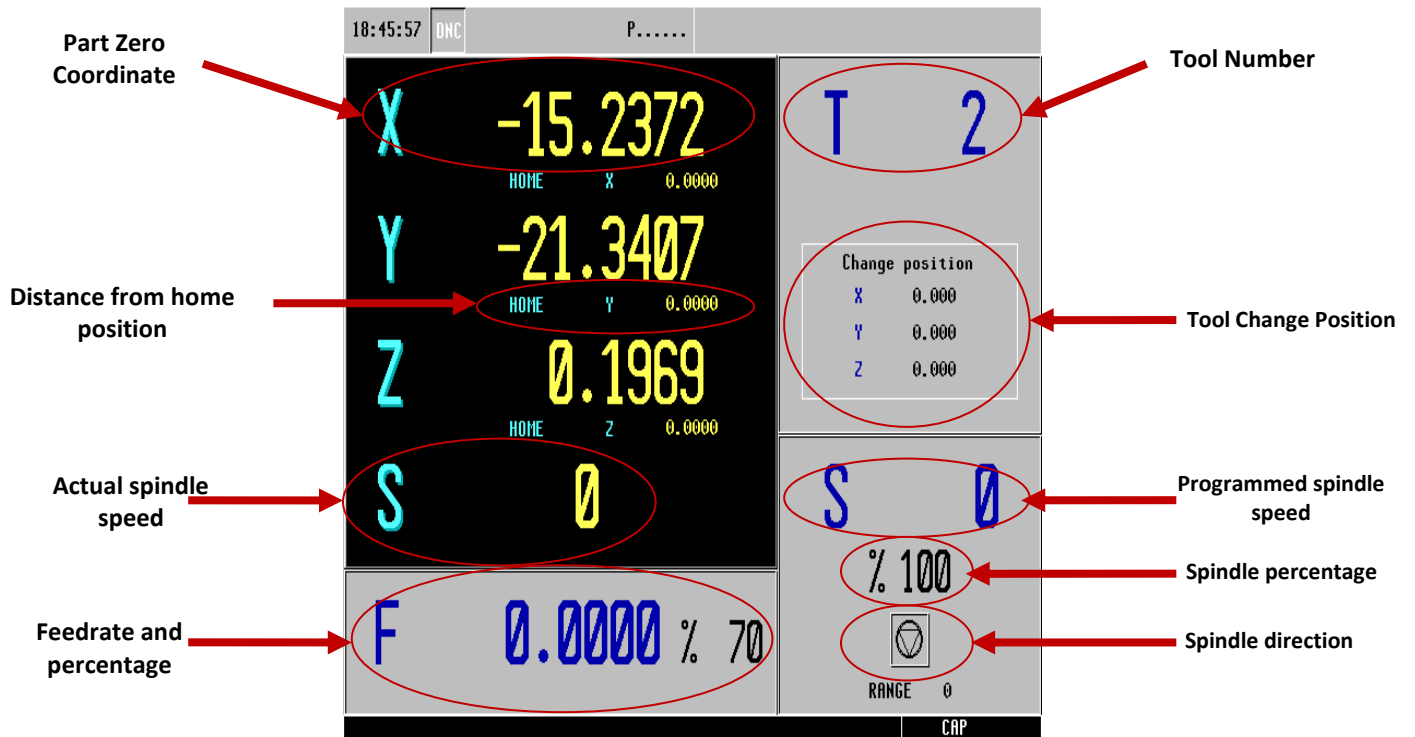 18:45:57 DNC P......
Part Zero
Coordinate
X -15.2372
HOME X 0.0000
Y -21.3407
HOME Y 0.0000
Distance from home
position
Z 0.1969
HOME Z 0.0000
Actual spindle
speed
S 0
Feedrate and
percentage
F 0.0000 % 70
T 2
Tool Number
Change position
X 0.000
Y 0.000
Z 0.000
Tool Change Position
S 0
Programmed spindle
speed
% 100
Spindle percentage
Spindle direction
RANGE 0
CAP